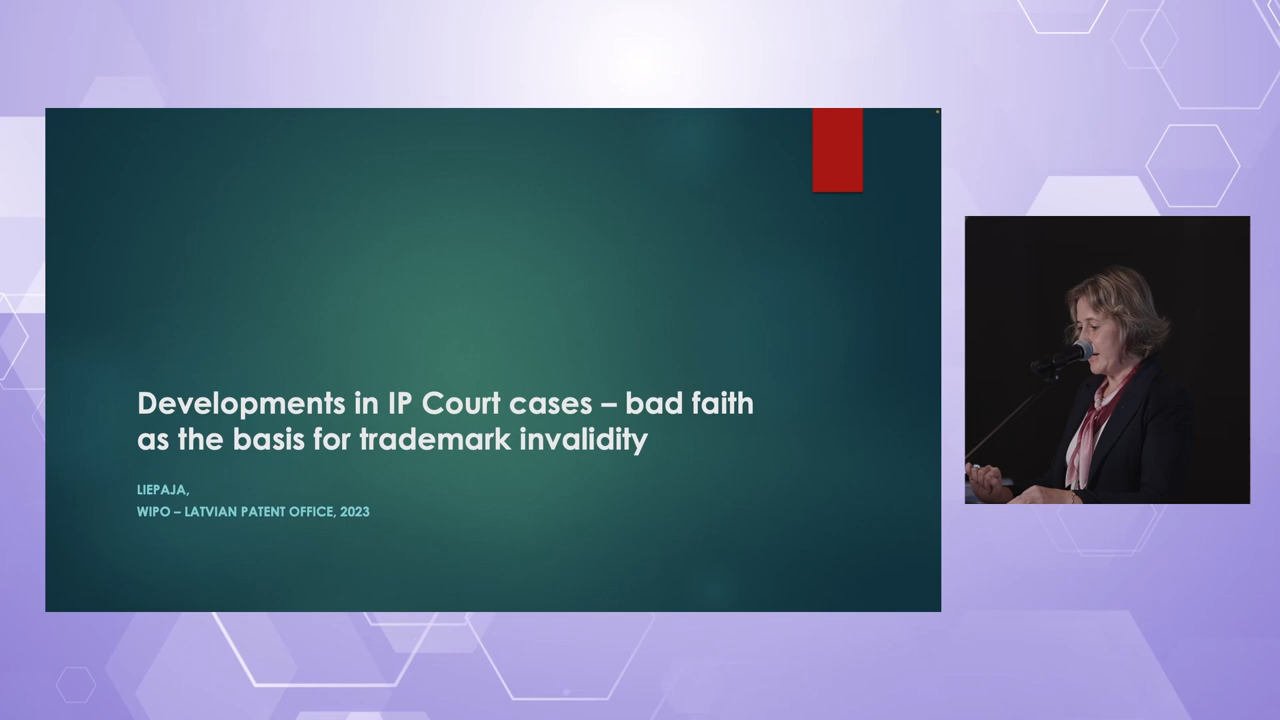 Developments in IP Court cases – bad faith
as the basis for trademark invalidity
LIEPAJA,
WIPO – LATVIAN PATENT OFFICE, 2023